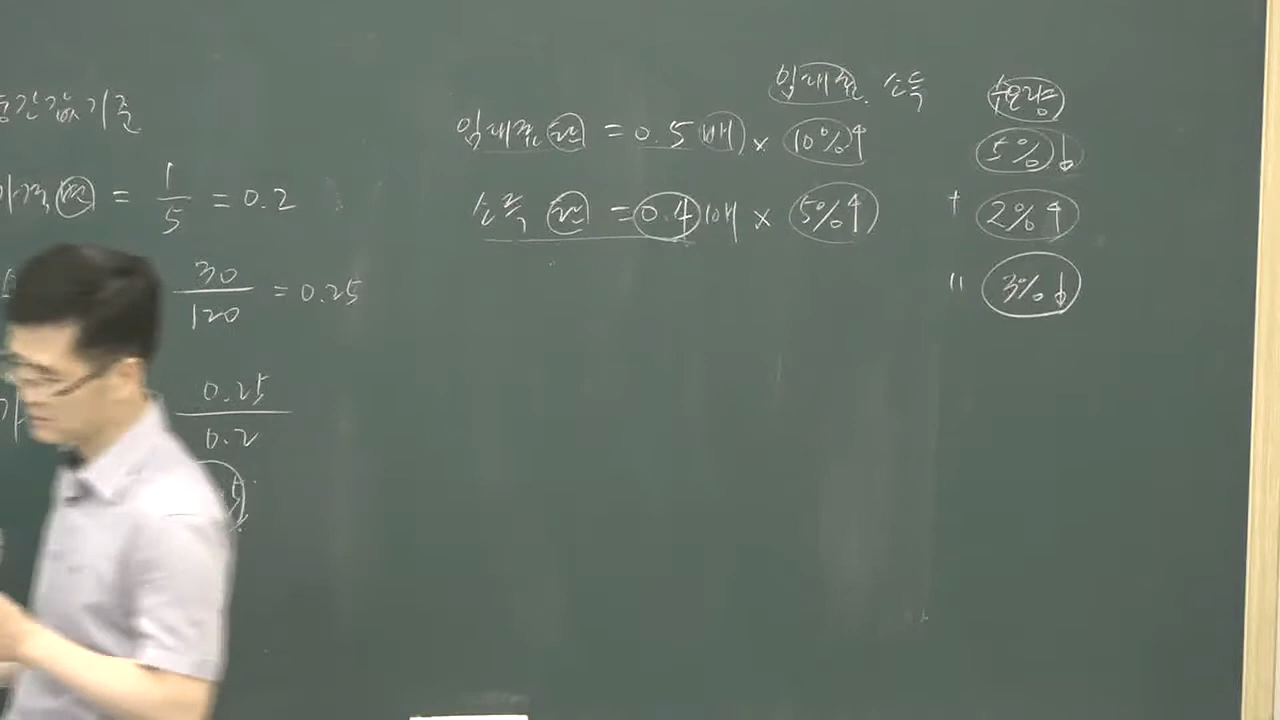 중간값 기준
가격 탄 = 1/5 = 0.2
30/120 = 0.25
0.25/0.2
임대료, 소득 수요량
임대료 탄 = 0.5 배 × 10%↑ 5%↓
소득 탄 = 0.4 배 × 5%↑ + 2%↑
" 3%↓